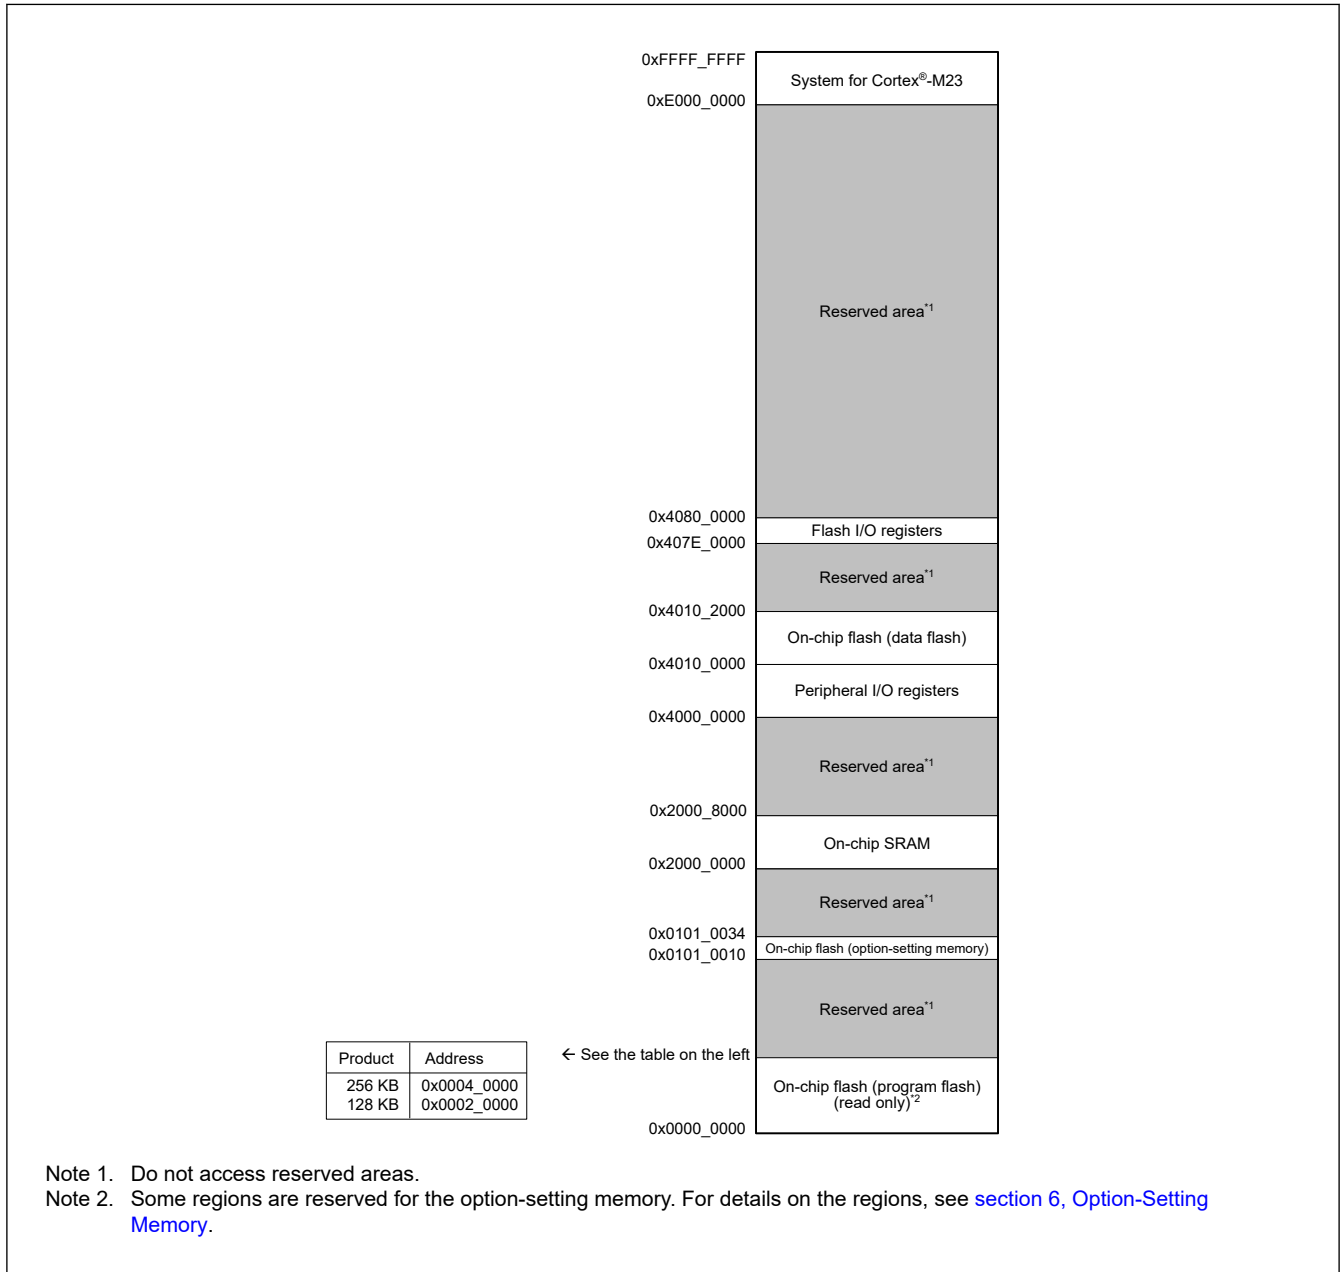 0xFFFF_FFFF
System for Cortex®-M23
0xE000_0000
Reserved area*1
0x4080_0000
Flash I/O registers
0x407E_0000
Reserved area*1
0x4010_2000
On-chip flash (data flash)
0x4010_0000
Peripheral I/O registers
0x4000_0000
Reserved area*1
0x2000_8000
On-chip SRAM
0x2000_0000
Reserved area*1
0x0101_0034
On-chip flash (option-setting memory)
0x0101_0010
Reserved area*1
Product Address
← See the table on the left
256 KB 0x0004_0000
128 KB 0x0002_0000
On-chip flash (program flash)
(read only)*2
0x0000_0000
Note 1. Do not access reserved areas.
Note 2. Some regions are reserved for the option-setting memory. For details on the regions, see section 6, Option-Setting
Memory.